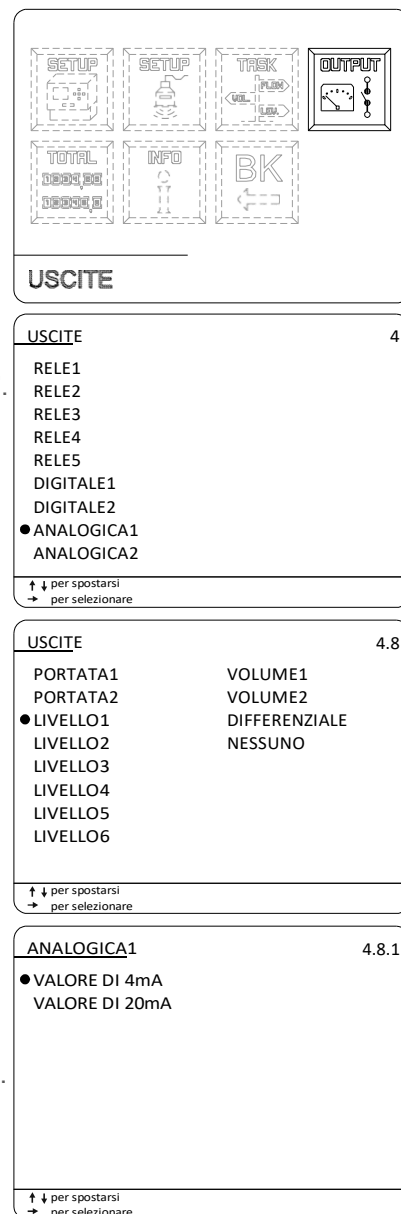 SETUP SETUP TASK OUTPUT
FLOW
VOL.
LEV.
TOTAL INFO BK
USCITE
USCITE 4
RELE1
RELE2
RELE3
RELE4
RELE5
DIGITALE1
DIGITALE2
●ANALOGICA1
ANALOGICA2
↑ ↓ per spostarsi
→ per selezionare
USCITE 4.8
PORTATA1 VOLUME1
PORTATA2 VOLUME2
●LIVELLO1 DIFFERENZIALE
LIVELLO2 NESSUNO
LIVELLO3
LIVELLO4
LIVELLO5
LIVELLO6
↑ ↓ per spostarsi
→ per selezionare
ANALOGICA1 4.8.1
●VALORE DI 4mA
VALORE DI 20mA
↑ ↓ per spostarsi
→ per selezionare